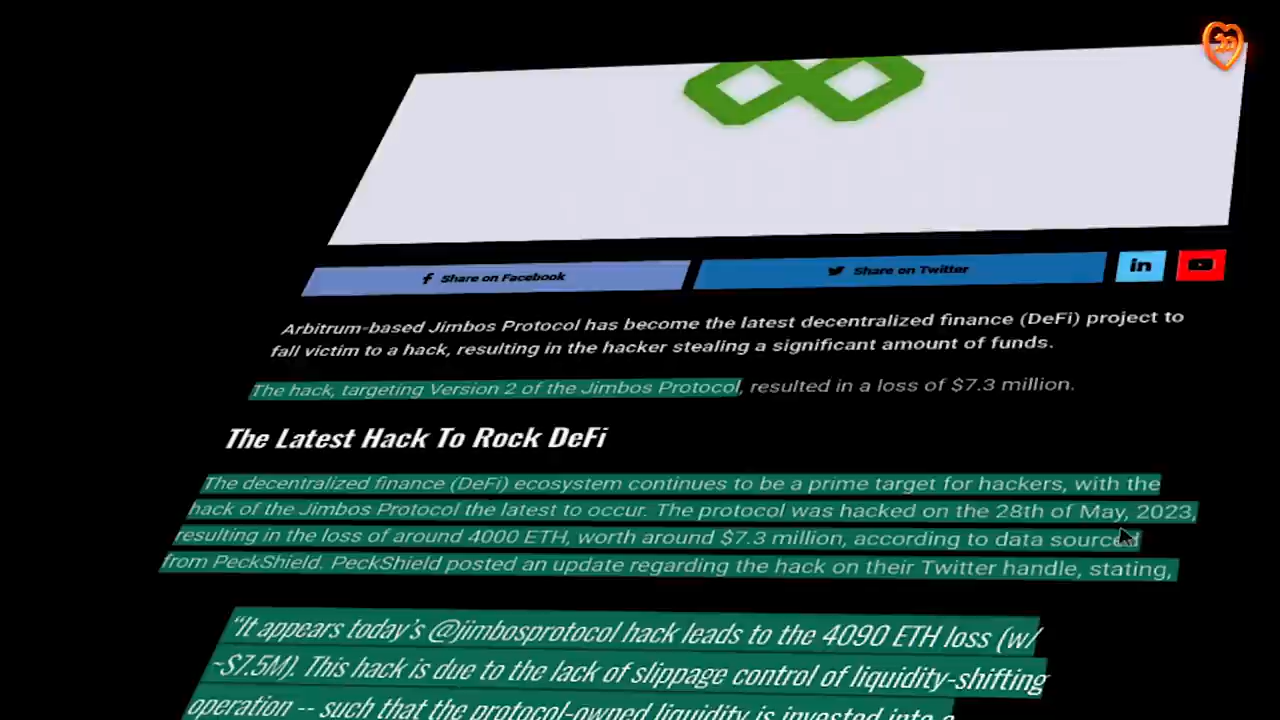 Share on Facebook
Share on Twitter
in
Arbitrum-based Jimbos Protocol has become the latest decentralized finance (DeFi) project to
fall victim to a hack, resulting in the hacker stealing a significant amount of funds.
The hack, targeting Version 2 of the Jimbos Protocol, resulted in a loss of $7.3 million.
The Latest Hack To Rock DeFi
The decentralized finance (DeFi) ecosystem continues to be a prime target for hackers, with the
hack of the Jimbos Protocol the latest to occur. The protocol was hacked on the 28th of May, 2023,
resulting in the loss of around 4000 ETH, worth around $7.3 million, according to data sourced
from PeckShield. PeckShield posted an update regarding the hack on their Twitter handle, stating,
“It appears today’s @jimbosprotocol hack leads to the 4090 ETH loss (w/
~$7.5M). This hack is due to the lack of slippage control of liquidity-shifting
operation -- such that the protocol-owned liquidity is invested into a